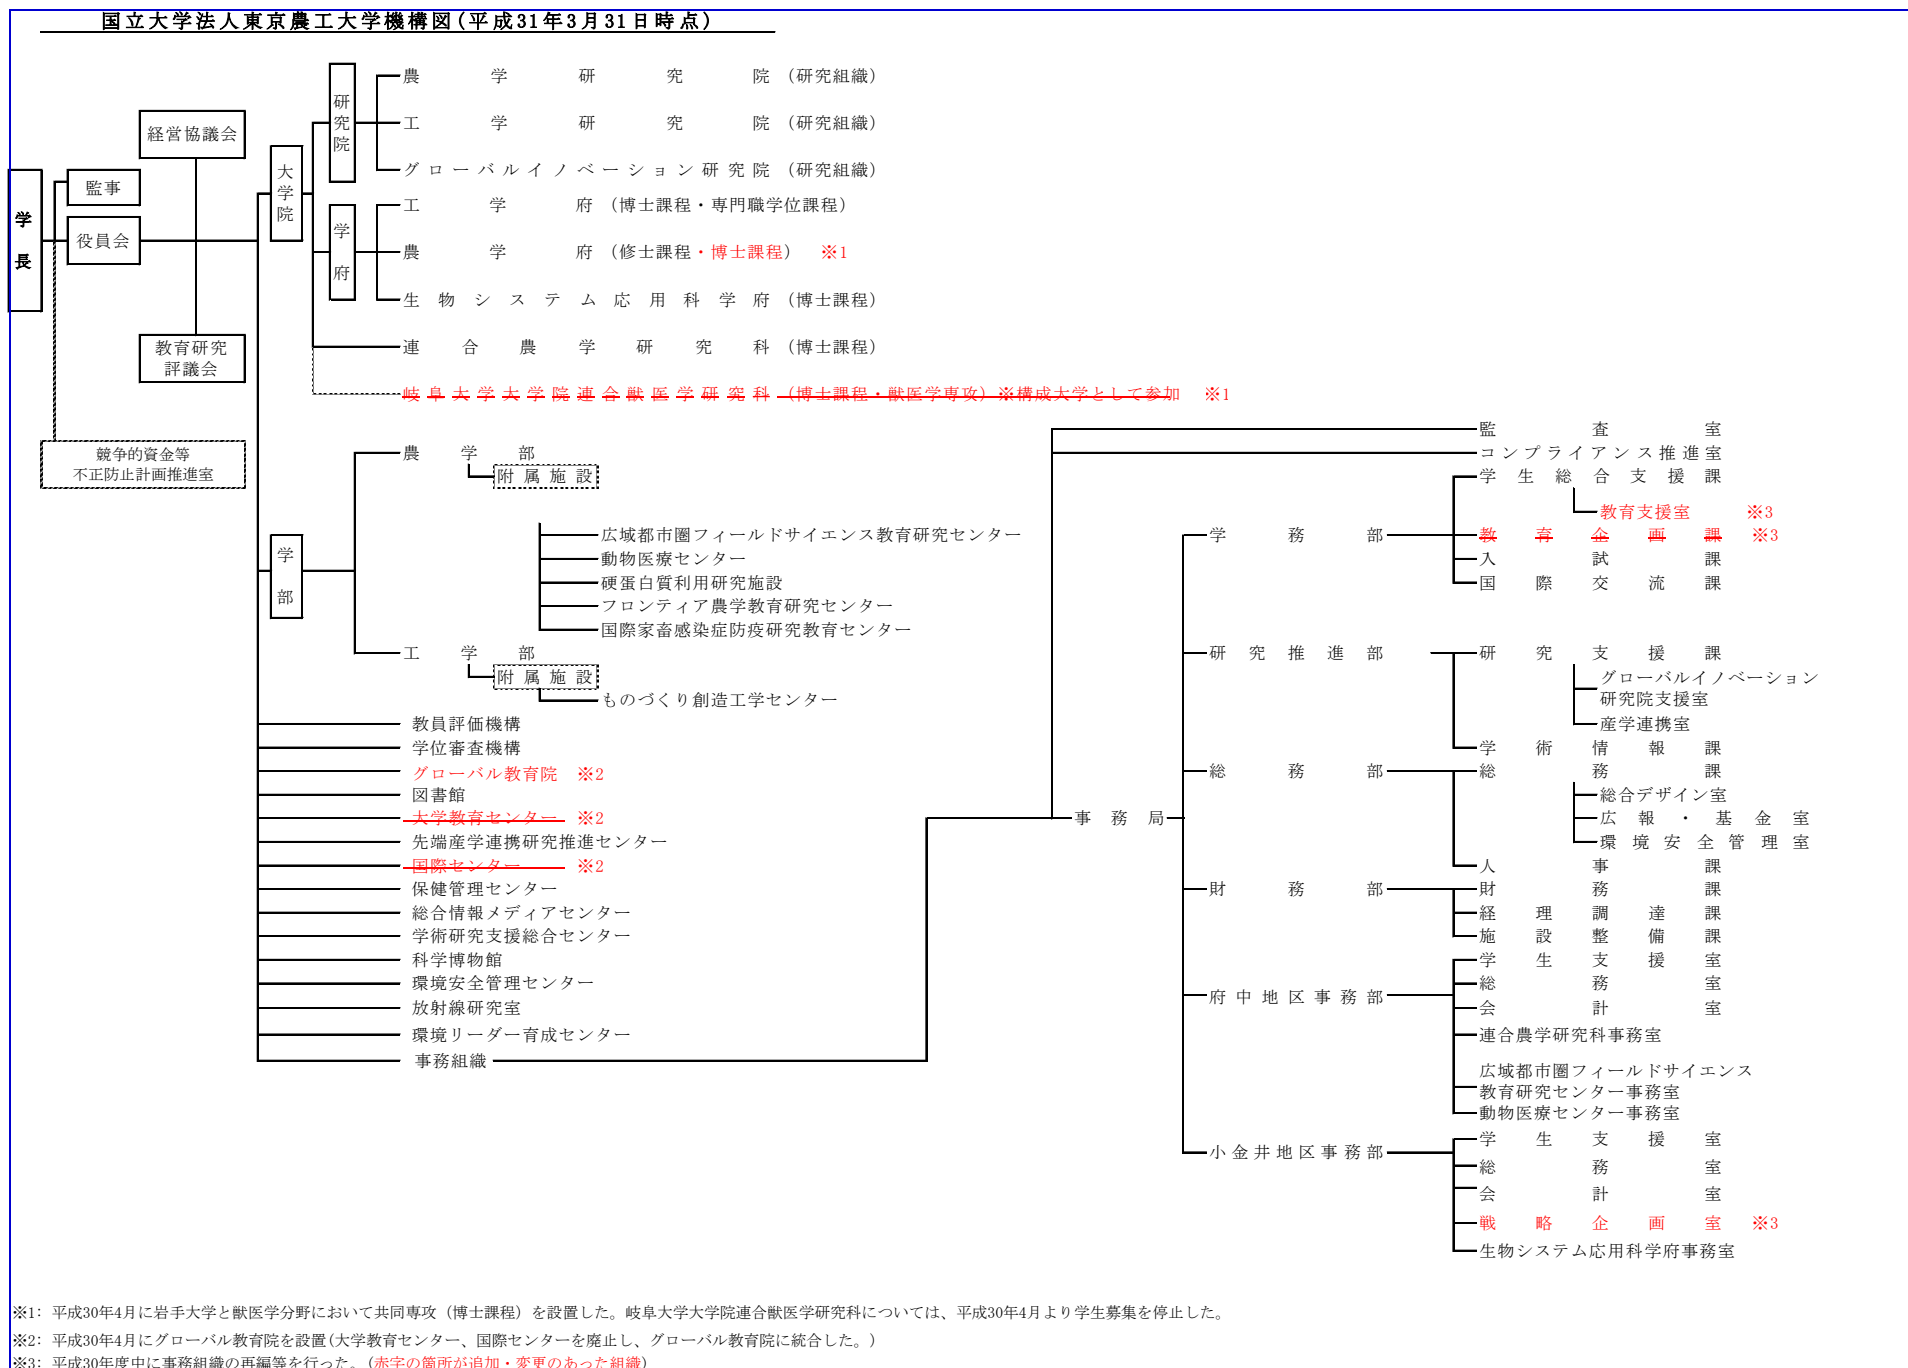 国立大学法人東京農工大学機構図(平成31年3月31日時点)
学長
監事
役員会
経営協議会
教育研究
評議会
競争的資金等
不正防止計画推進室
大学院
研究院
農学研究院 (研究組織)
工学研究院 (研究組織)
グローバルイノベーション研究院 (研究組織)
学府
工学府 (博士課程・専門職学位課程)
農学府 (修士課程・博士課程) ※1
生物システム応用科学府 (博士課程)
連合農学研究科 (博士課程)
岐阜大学大学院連合獣医学研究科 (博士課程・獣医学専攻)※構成大学として参加 ※1
学部
農学部
附属施設
広域都市圏フィールドサイエンス教育研究センター
動物医療センター
硬蛋白質利用研究施設
フロンティア農学教育研究センター
国際家畜感染症防疫研究教育センター
工学部
附属施設
ものづくり創造工学センター
教員評価機構
学位審査機構
グローバル教育院 ※2
図書館
大学教育センター ※2
先端産学連携研究推進センター
国際センター ※2
保健管理センター
総合情報メディアセンター
学術研究支援総合センター
科学博物館
環境安全管理センター
放射線研究室
環境リーダー育成センター
事務組織
事務局
監査室
コンプライアンス推進室
学務部
学生総合支援課
教育支援室 ※3
教育企画課 ※3
入試課
国際交流課
研究推進部
研究支援課
グローバルイノベーション
研究院支援室
産学連携室
学術情報課
総務部
総務課
総合デザイン室
広報・基金室
環境安全管理室
人事課
財務部
財務課
経理調達課
施設整備課
府中地区事務部
学生支援室
総務室
会計室
連合農学研究科事務室
広域都市圏フィールドサイエンス
教育研究センター事務室
動物医療センター事務室
小金井地区事務部
学生支援室
総務室
会計室
戦略企画室 ※3
生物システム応用科学府事務室
※1: 平成30年4月に岩手大学と獣医学分野において共同専攻(博士課程)を設置した。岐阜大学大学院連合獣医学研究科については、平成30年4月より学生募集を停止した。
※2: 平成30年4月にグローバル教育院を設置(大学教育センター、国際センターを廃止し、グローバル教育院に統合した。)
※3: 平成30年度中に事務組織の再編等を行った。(赤字の箇所が追加・変更のあった組織)